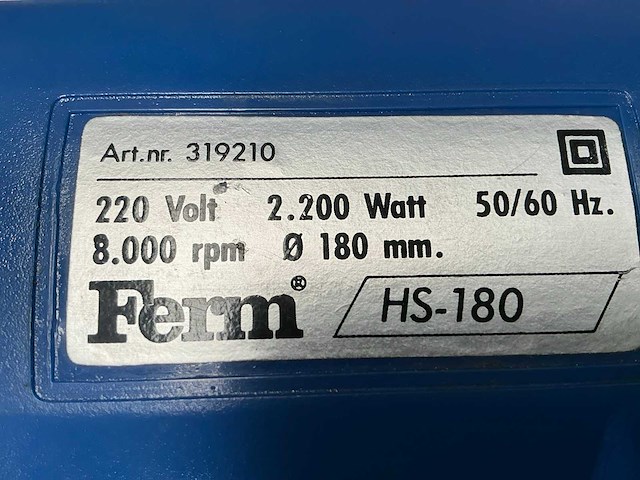 Art.nr. 319210
220 Volt 2.200 Watt 50/60 Hz.
8.000 rpm Ø 180 mm.
Ferm® HS-180